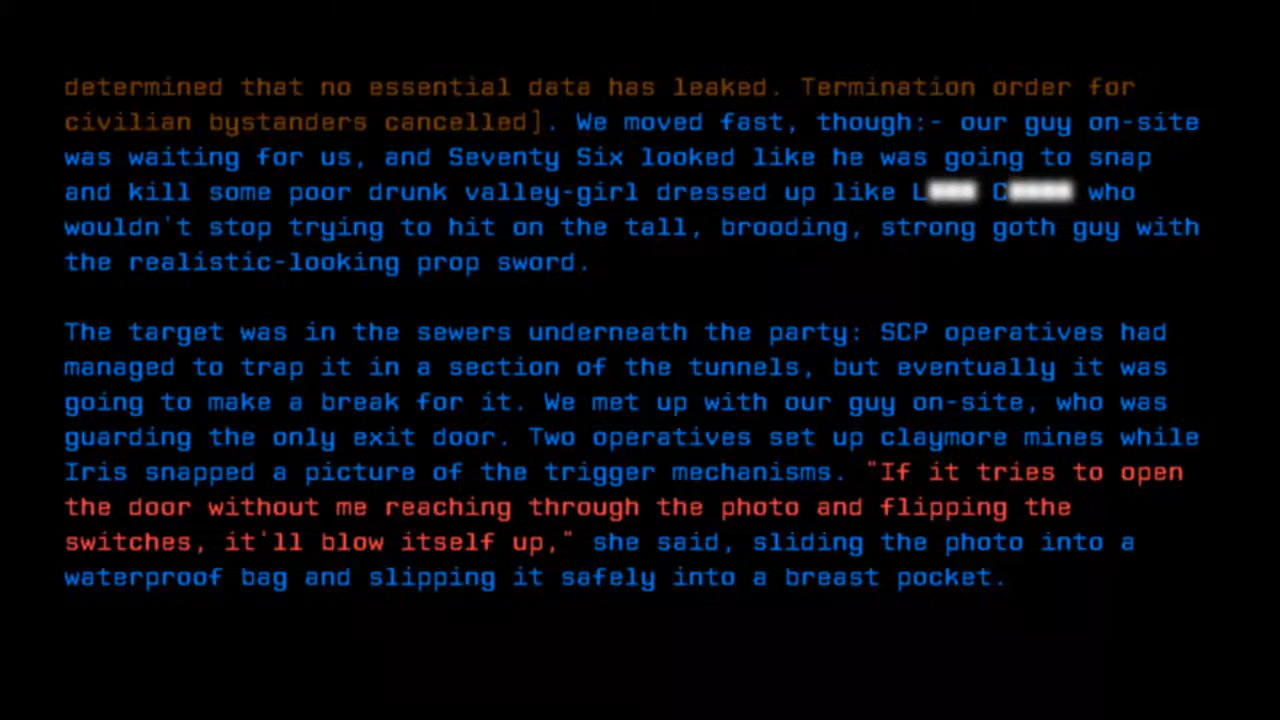 determined that no essential data has leaked. Termination order for
civilian bystanders cancelled]. We moved fast, though:- our guy on-site
was waiting for us, and Seventy Six looked like he was going to snap
and kill some poor drunk valley-girl dressed up like L███ C████ who
wouldn't stop trying to hit on the tall, brooding, strong goth guy with
the realistic-looking prop sword.
The target was in the sewers underneath the party: SCP operatives had
managed to trap it in a section of the tunnels, but eventually it was
going to make a break for it. We met up with our guy on-site, who was
guarding the only exit door. Two operatives set up claymore mines while
Iris snapped a picture of the trigger mechanisms. "If it tries to open
the door without me reaching through the photo and flipping the
switches, it'll blow itself up," she said, sliding the photo into a
waterproof bag and slipping it safely into a breast pocket.